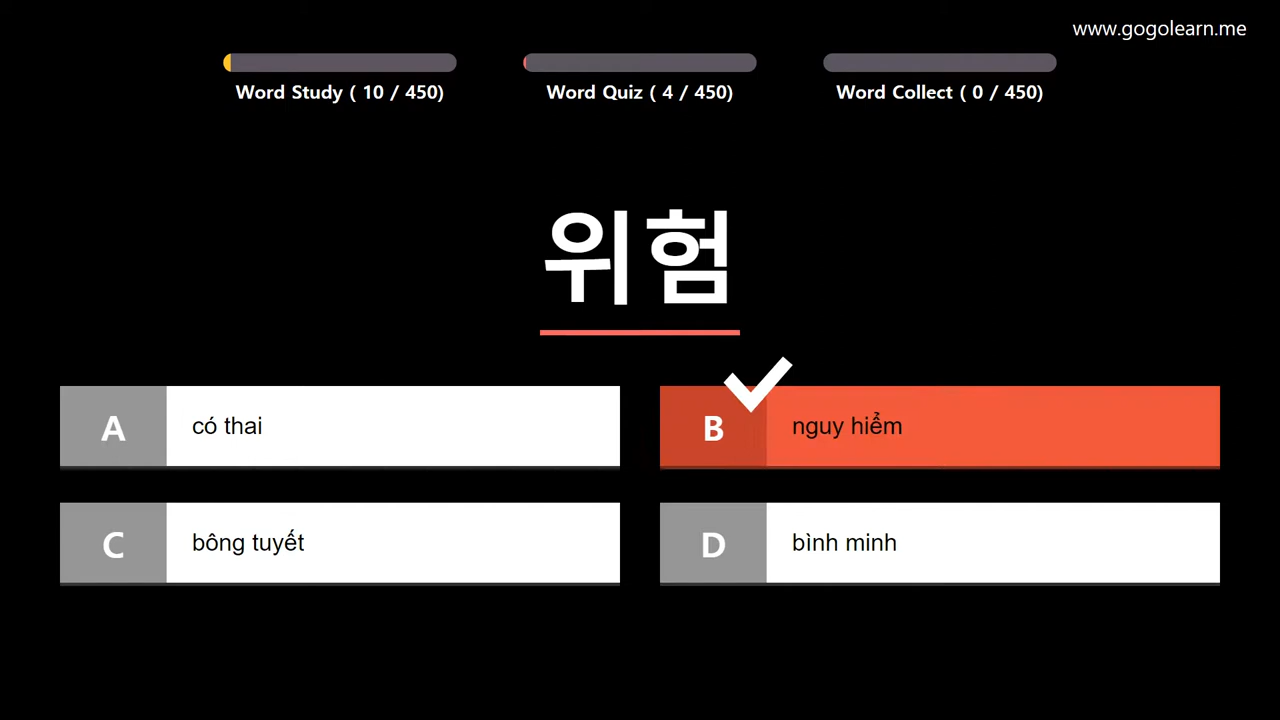 www.gogolearn.me
Word Study ( 10 / 450)
Word Quiz ( 4 / 450)
Word Collect ( 0 / 450)
위험
A
có thai
B
nguy hiểm
C
bông tuyết
D
bình minh